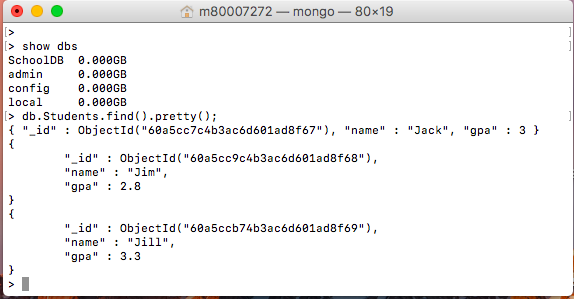 m80007272 — mongo — 80×19
[>
[> show dbs
SchoolDB  0.000GB
admin     0.000GB
config    0.000GB
local     0.000GB
[> db.Students.find().pretty();
{ "_id" : ObjectId("60a5cc7c4b3ac6d601ad8f67"), "name" : "Jack", "gpa" : 3 }
{
        "_id" : ObjectId("60a5cc9c4b3ac6d601ad8f68"),
        "name" : "Jim",
        "gpa" : 2.8
}
{
        "_id" : ObjectId("60a5ccb74b3ac6d601ad8f69"),
        "name" : "Jill",
        "gpa" : 3.3
}
>